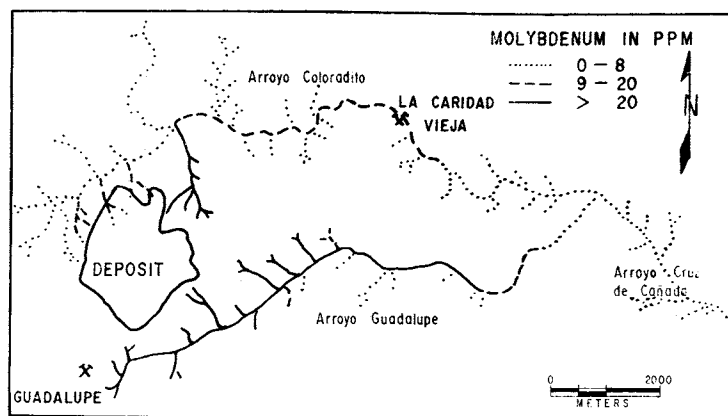 MOLYBDENUM IN PPM
0 – 8
9 – 20
> 20
N
Arroyo Coloradito
LA CARIDAD
VIEJA
DEPOSIT
Arroyo Cruz
de Cañada
Arroyo Guadalupe
GUADALUPE
0 2000
METERS